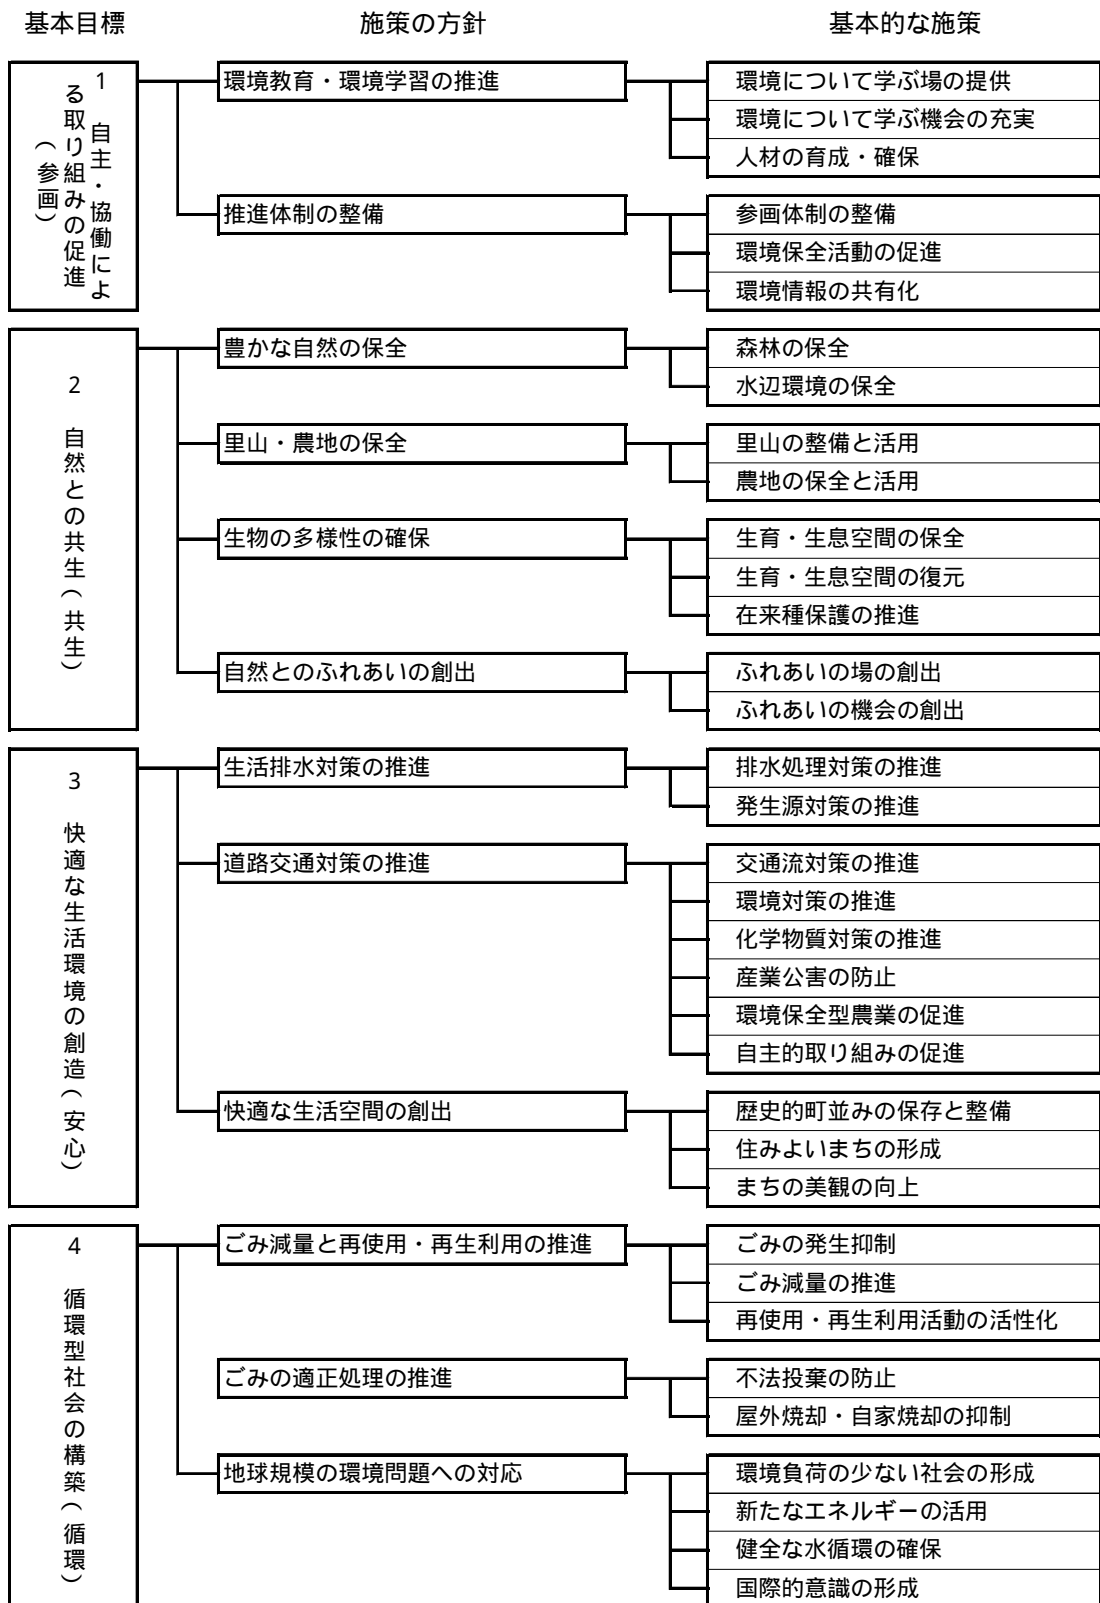 基本目標　施策の方針　基本的な施策
1　自主・協働によ
る取り組みの促進
（参画）
環境教育・環境学習の推進
環境について学ぶ場の提供
環境について学ぶ機会の充実
人材の育成・確保
推進体制の整備
参画体制の整備
環境保全活動の促進
環境情報の共有化
2　自然との共生（共生）
豊かな自然の保全
森林の保全
水辺環境の保全
里山・農地の保全
里山の整備と活用
農地の保全と活用
生物の多様性の確保
生育・生息空間の保全
生育・生息空間の復元
在来種保護の推進
自然とのふれあいの創出
ふれあいの場の創出
ふれあいの機会の創出
3　快適な生活環境の創造（安心）
生活排水対策の推進
排水処理対策の推進
発生源対策の推進
道路交通対策の推進
交通流対策の推進
環境対策の推進
化学物質対策の推進
産業公害の防止
環境保全型農業の促進
自主的取り組みの促進
快適な生活空間の創出
歴史的町並みの保存と整備
住みよいまちの形成
まちの美観の向上
4　循環型社会の構築（循環）
ごみ減量と再使用・再生利用の推進
ごみの発生抑制
ごみ減量の推進
再使用・再生利用活動の活性化
ごみの適正処理の推進
不法投棄の防止
屋外焼却・自家焼却の抑制
地球規模の環境問題への対応
環境負荷の少ない社会の形成
新たなエネルギーの活用
健全な水循環の確保
国際的意識の形成